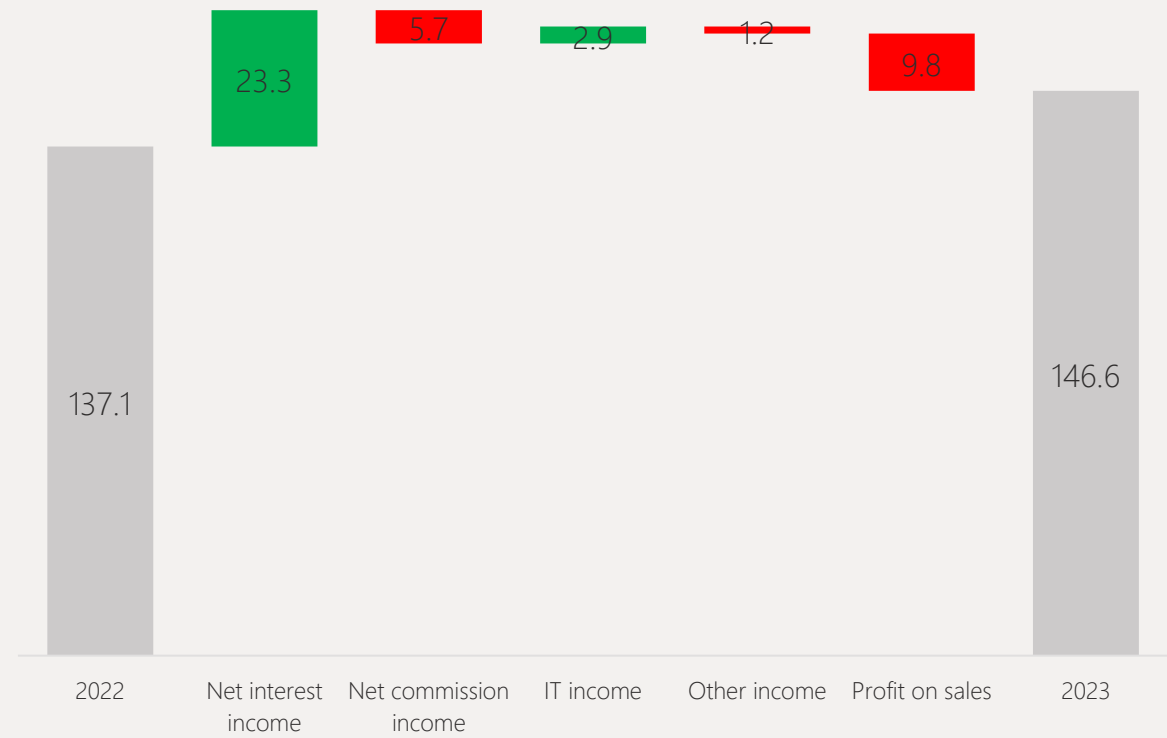 23.3
5.7
2.9
1.2
9.8
137.1
146.6
2022
Net interest
income
Net commission
income
IT income
Other income
Profit on sales
2023